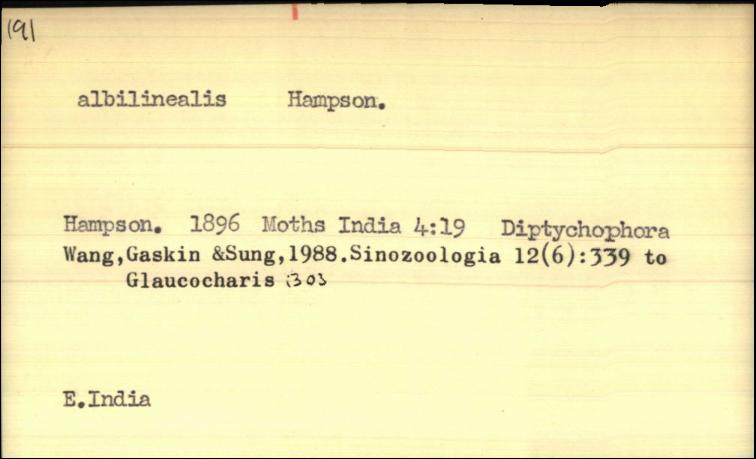 191
albilinealis Hampson.
Hampson. 1896 Moths India 4:19 Diptychophora
Wang,Gaskin &Sung,1988.Sinozoologia 12(6):339 to
Glaucocharis :303
E.India